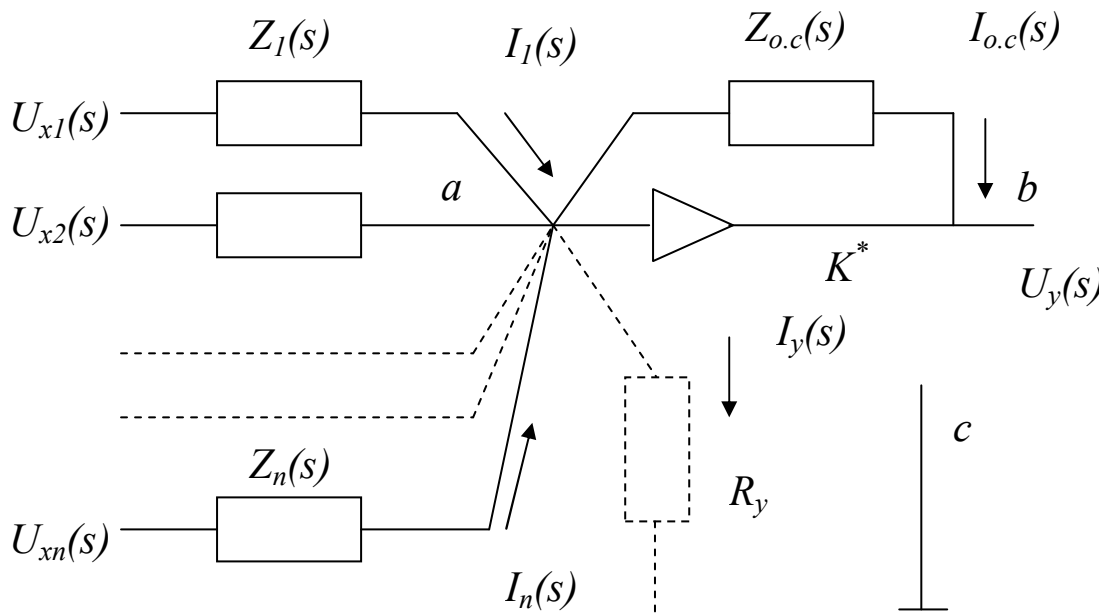 Z1(s)
I1(s)
Zo.c(s)
Io.c(s)
Ux1(s)
a
b
Ux2(s)
K*
Uy(s)
Iy(s)
c
Zn(s)
Ry
Uxn(s)
In(s)